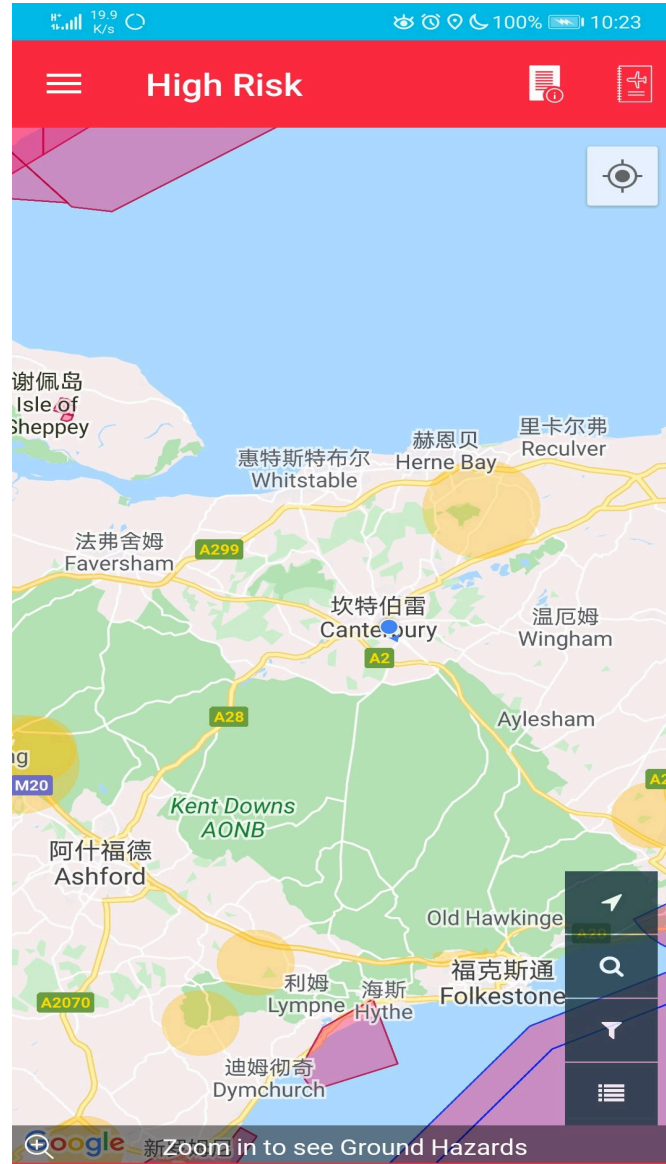 19.9
K/s
100%
10:23
High Risk
谢佩岛
Isle of
Sheppey
赫恩贝
Herne Bay
里卡尔弗
Reculver
惠特斯特布尔
Whitstable
法弗舍姆
Faversham
A299
坎特伯雷
Canterbury
A2
温厄姆
Wingham
A28
Aylesham
M20
Kent Downs
AONB
阿什福德
Ashford
Old Hawkinge
A20
福克斯通
Folkestone
利姆
Lympne
海斯
Hythe
A2070
迪姆彻奇
Dymchurch
Google
Zoom in to see Ground Hazards